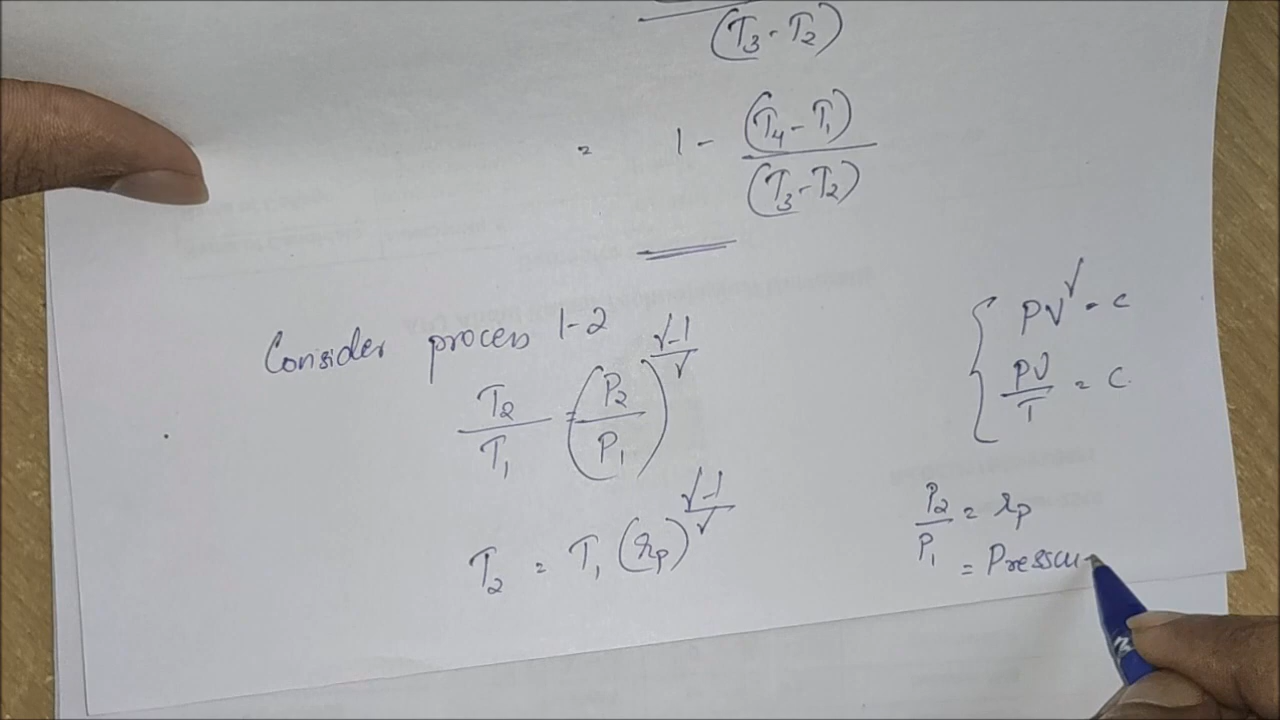 (T3 - T2)
= 1 - (T4 - T1) / (T3 - T2)
Consider process 1-2
T2 / T1 = (P2 / P1)^(γ-1 / γ)
T2 = T1 (rp)^(γ-1 / γ)
PV^γ = C
PV / T = C.
P2 / P1 = rp
= Pressu